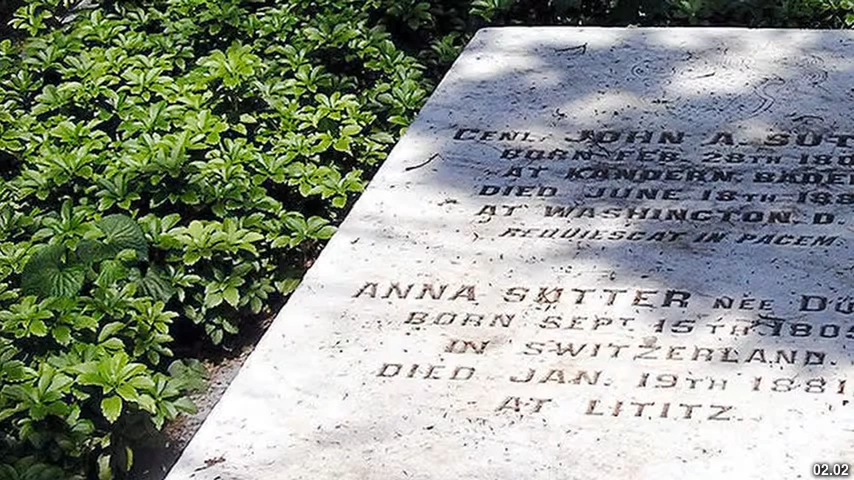 GENL. JOHN A. SUT
BORN FEB. 28TH 180
AT KANDERN, BADE
DIED JUNE 18TH 188
AT WASHINGTON, D.
REQUIESCAT IN PACEM.
ANNA SUTTER NÉE DÜ
BORN SEPT. 15TH 1805
IN SWITZERLAND.
DIED JAN. 19TH 1881
AT LITITZ
02.02